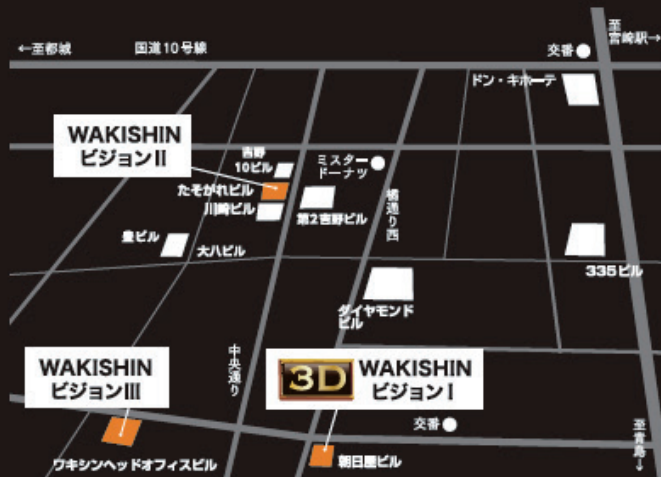 至
宮崎駅→
←至都城
国道10号線
交番
ドン・キホーテ
WAKISHIN
ビジョンⅡ
吉野
10ビル
ミスター
ドーナツ
たそがれビル
川崎ビル
第2吉野ビル
橘通り西
豊ビル
大八ビル
335ビル
ダイヤモンド
ビル
中央通り
WAKISHIN
ビジョンⅢ
3D
WAKISHIN
ビジョンⅠ
交番
至青島↓
ワキシンヘッドオフィスビル
朝日屋ビル